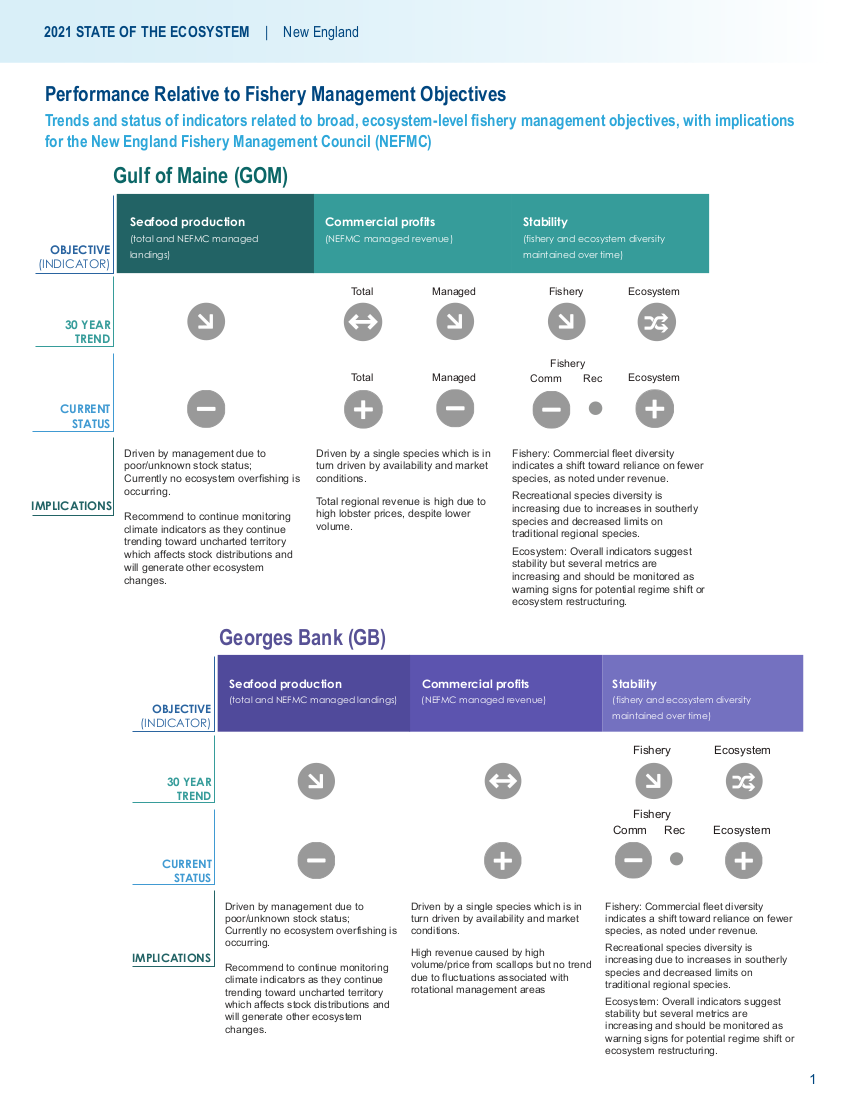 2021 STATE OF THE ECOSYSTEM | New England
Performance Relative to Fishery Management Objectives
Trends and status of indicators related to broad, ecosystem-level fishery management objectives, with implications
for the New England Fishery Management Council (NEFMC)
Gulf of Maine (GOM)
OBJECTIVE
(INDICATOR)
Seafood production
(total and NEFMC managed
landings)
Commercial profits
(NEFMC managed revenue)
Stability
(fishery and ecosystem diversity
maintained over time)
30 YEAR
TREND
Total
Managed
Fishery
Ecosystem
CURRENT
STATUS
Total
Managed
Fishery
Comm
Rec
Ecosystem
IMPLICATIONS
Driven by management due to
poor/unknown stock status;
Currently no ecosystem overfishing is
occurring.
Recommend to continue monitoring
climate indicators as they continue
trending toward uncharted territory
which affects stock distributions and
will generate other ecosystem
changes.
Driven by a single species which is in
turn driven by availability and market
conditions.
Total regional revenue is high due to
high lobster prices, despite lower
volume.
Fishery: Commercial fleet diversity
indicates a shift toward reliance on fewer
species, as noted under revenue.
Recreational species diversity is
increasing due to increases in southerly
species and decreased limits on
traditional regional species.
Ecosystem: Overall indicators suggest
stability but several metrics are
increasing and should be monitored as
warning signs for potential regime shift or
ecosystem restructuring.
Georges Bank (GB)
OBJECTIVE
(INDICATOR)
Seafood production
(total and NEFMC managed landings)
Commercial profits
(NEFMC managed revenue)
Stability
(fishery and ecosystem diversity
maintained over time)
30 YEAR
TREND
Fishery
Ecosystem
CURRENT
STATUS
Fishery
Comm
Rec
Ecosystem
IMPLICATIONS
Driven by management due to
poor/unknown stock status;
Currently no ecosystem overfishing is
occurring.
Recommend to continue monitoring
climate indicators as they continue
trending toward uncharted territory
which affects stock distributions and
will generate other ecosystem
changes.
Driven by a single species which is in
turn driven by availability and market
conditions.
High revenue caused by high
volume/price from scallops but no trend
due to fluctuations associated with
rotational management areas
Fishery: Commercial fleet diversity
indicates a shift toward reliance on fewer
species, as noted under revenue.
Recreational species diversity is
increasing due to increases in southerly
species and decreased limits on
traditional regional species.
Ecosystem: Overall indicators suggest
stability but several metrics are
increasing and should be monitored as
warning signs for potential regime shift or
ecosystem restructuring.
1